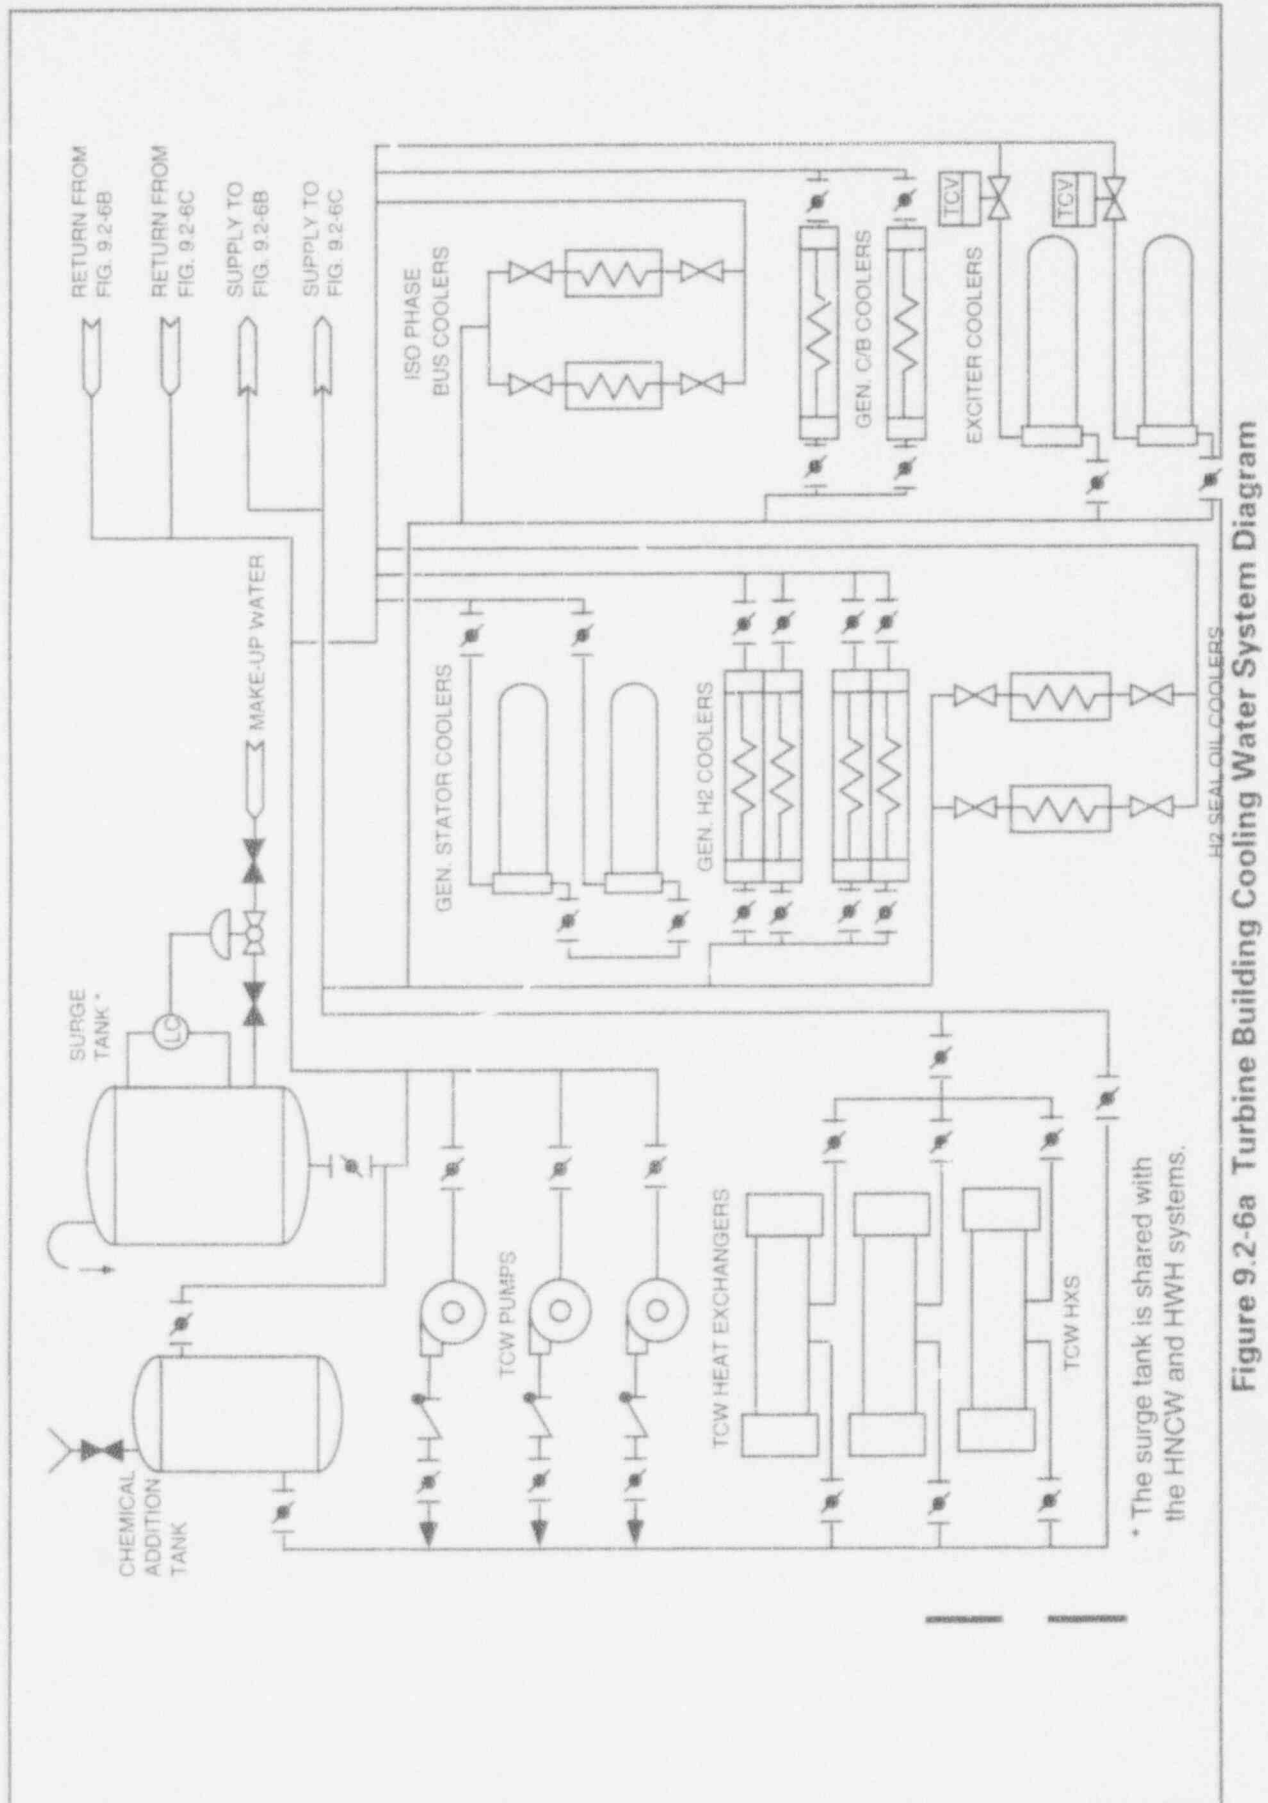 CHEMICAL
ADDITION
TANK
SURGE
TANK *
LC
MAKE-UP WATER
RETURN FROM
FIG. 9.2-6B
RETURN FROM
FIG. 9.2-6C
SUPPLY TO
FIG. 9.2-6B
SUPPLY TO
FIG. 9.2-6C
TCW PUMPS
GEN. STATOR COOLERS
ISO PHASE
BUS COOLERS
TCW HEAT EXCHANGERS
GEN. H2 COOLERS
GEN. C/B COOLERS
TCV
EXCITER COOLERS
TCV
TCW HXS
H2 SEAL OIL COOLERS
* The surge tank is shared with
the HNCW and HWH systems.
Figure 9.2-6a Turbine Building Cooling Water System Diagram